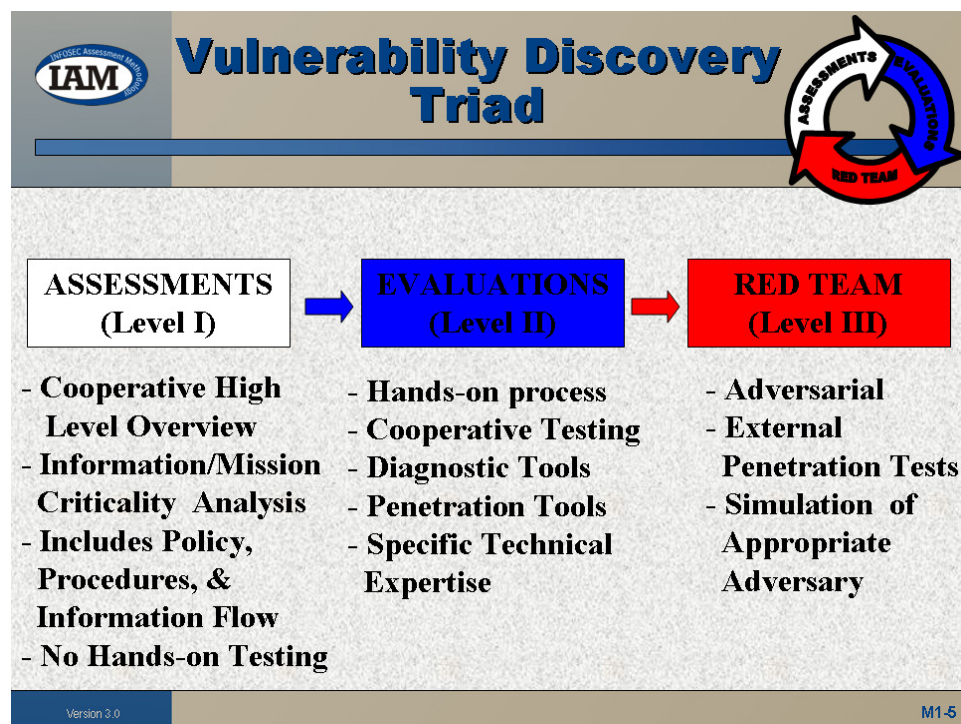 INFOSEC Assessment Methodology
IAM
Vulnerability Discovery
Triad
ASSESSMENTS
EVALUATIONS
RED TEAM
ASSESSMENTS
(Level I)
EVALUATIONS
(Level II)
RED TEAM
(Level III)
- Cooperative High
Level Overview
- Information/Mission
Criticality Analysis
- Includes Policy,
Procedures, &
Information Flow
- No Hands-on Testing
- Hands-on process
- Cooperative Testing
- Diagnostic Tools
- Penetration Tools
- Specific Technical
Expertise
- Adversarial
- External
Penetration Tests
- Simulation of
Appropriate
Adversary
Version 3.0
M1-5